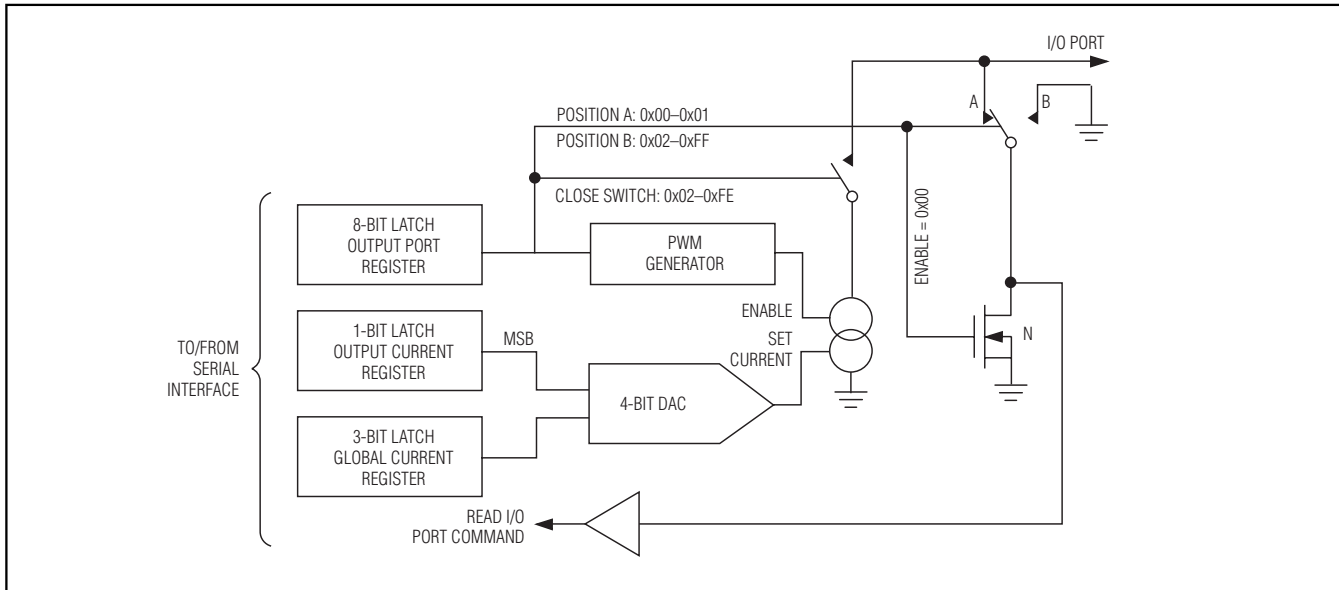 I/O PORT
A
B
POSITION A: 0x00–0x01
POSITION B: 0x02–0xFF
CLOSE SWITCH: 0x02–0xFE
ENABLE = 0x00
8-BIT LATCH
OUTPUT PORT
REGISTER
PWM
GENERATOR
ENABLE
SET
CURRENT
N
TO/FROM
SERIAL
INTERFACE
1-BIT LATCH
OUTPUT CURRENT
REGISTER
MSB
4-BIT DAC
3-BIT LATCH
GLOBAL CURRENT
REGISTER
READ I/O
PORT COMMAND